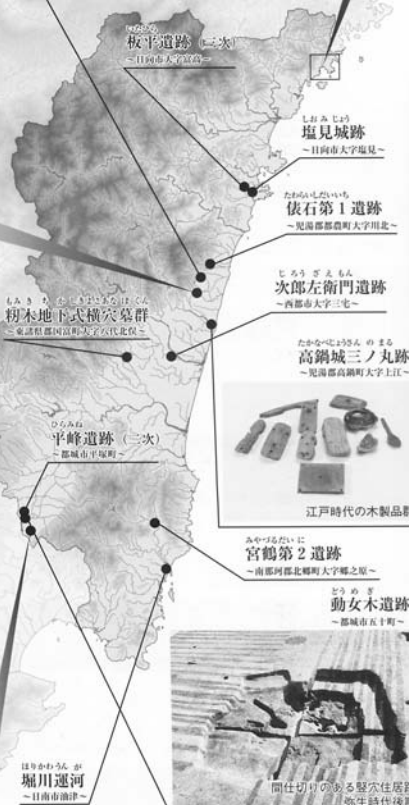 いたひら
板平遺跡（三次）
～日向市大字富高～
しおみじょう
塩見城跡
～日向市大字塩見～
たわらいしだいいち
俵石第1遺跡
～児湯郡都農町大字川北～
じろうざえもん
次郎左衛門遺跡
～西都市大字三宅～
もみきちかしきよこあなぼぐん
籾木地下式横穴墓群
～東諸県郡国富町大字八代北俣～
たかなべじょうさんのまる
高鍋城三ノ丸跡
～児湯郡高鍋町大字上江～
江戸時代の木製品群
ひらみね
平峰遺跡（二次）
～都城市平塚町～
みやづるだいに
宮鶴第2遺跡
～南那珂郡北郷町大字郷之原～
どうめぎ
動女木遺跡
～都城市五十町～
間仕切りのある竪穴住居跡
弥生時代後期
ほりかわうんが
堀川運河
～日南市油津～